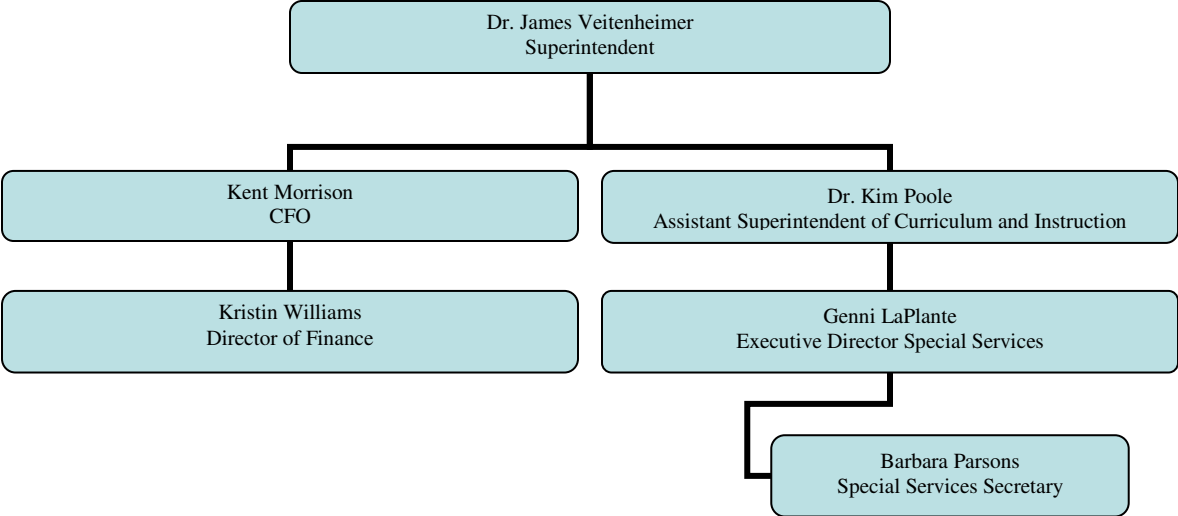 Dr. James Veitenheimer
Superintendent
Kent Morrison
CFO
Dr. Kim Poole
Assistant Superintendent of Curriculum and Instruction
Kristin Williams
Director of Finance
Genni LaPlante
Executive Director Special Services
Barbara Parsons
Special Services Secretary